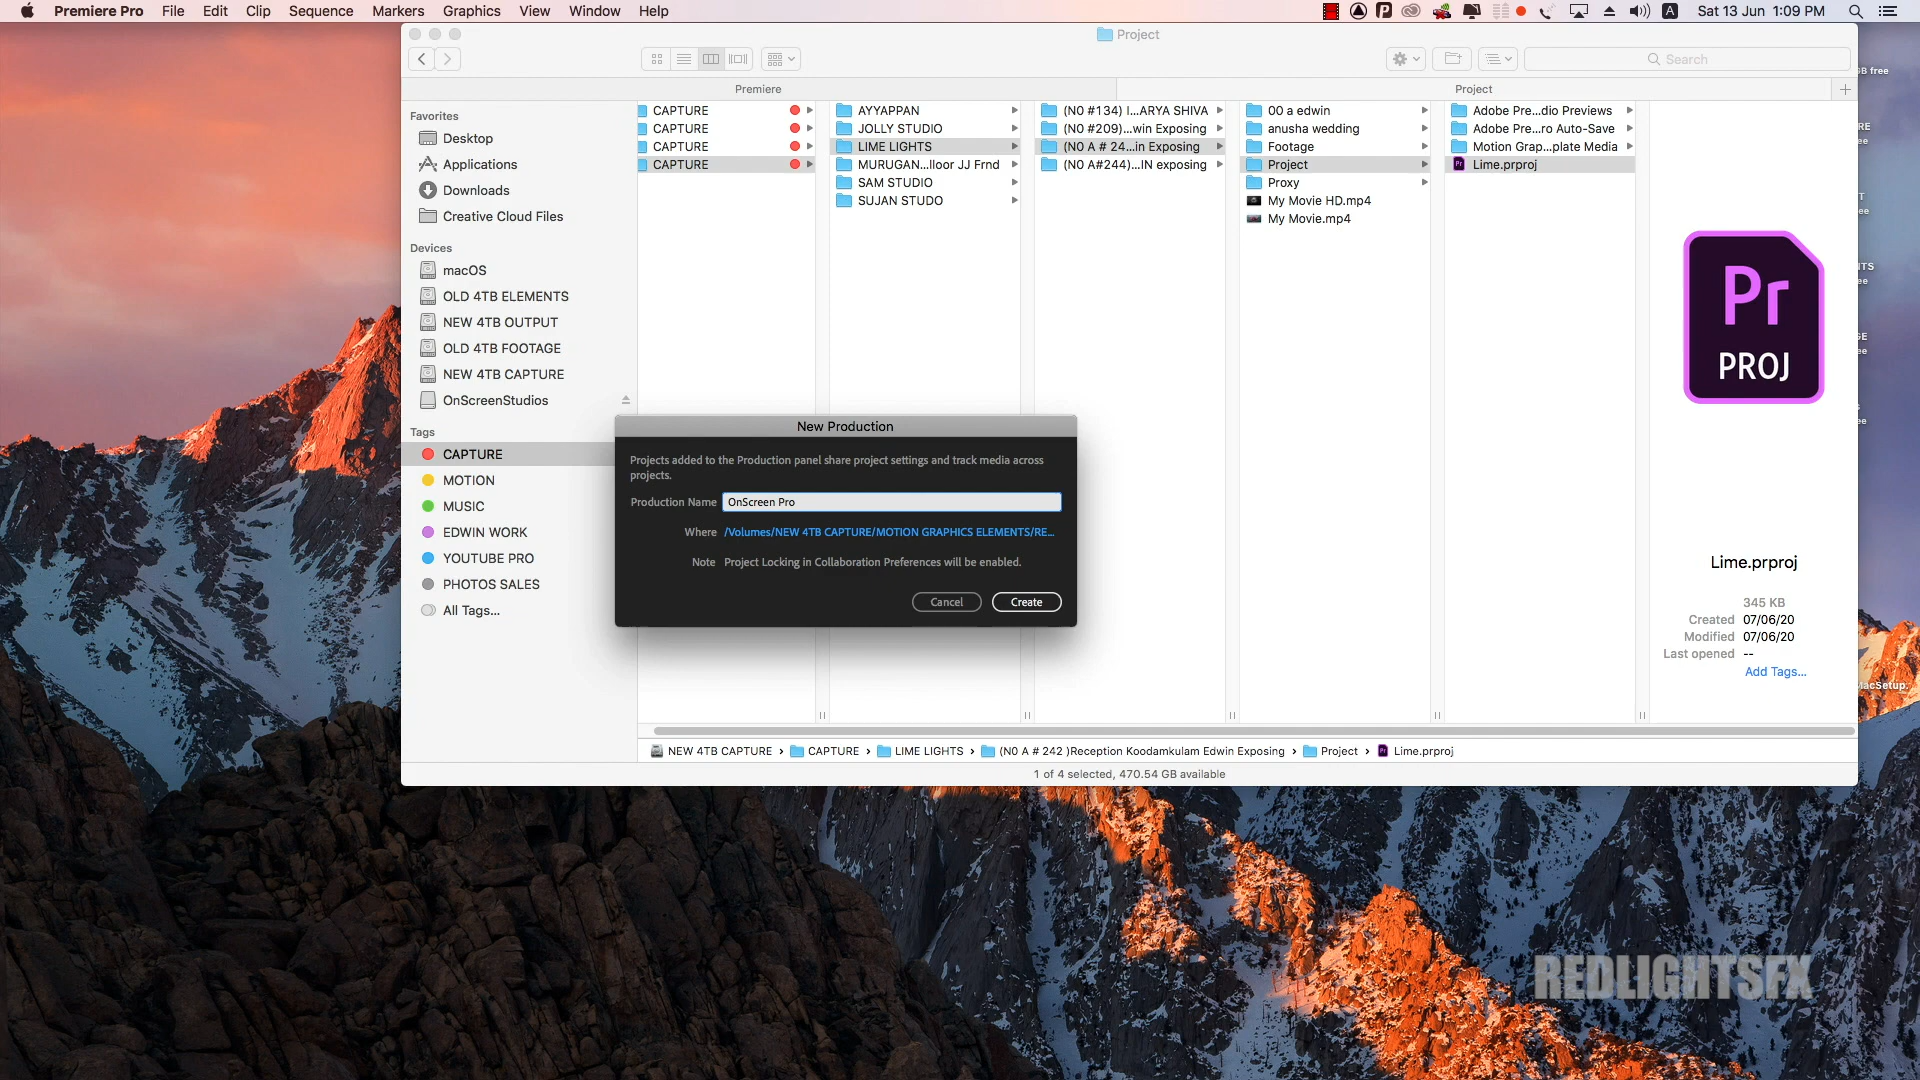 Premiere Pro File Edit Clip Sequence Markers Graphics View Window Help
A Sat 13 Jun 1:09 PM
Project
Search
Premiere Project
Favorites
Desktop
Applications
Downloads
Creative Cloud Files
Devices
macOS
OLD 4TB ELEMENTS
NEW 4TB OUTPUT
OLD 4TB FOOTAGE
NEW 4TB CAPTURE
OnScreenStudios
Tags
CAPTURE
MOTION
MUSIC
EDWIN WORK
YOUTUBE PRO
PHOTOS SALES
All Tags...
CAPTURE
CAPTURE
CAPTURE
CAPTURE
AYYAPPAN
JOLLY STUDIO
LIME LIGHTS
MURUGAN...lloor JJ Frnd
SAM STUDIO
SUJAN STUDO
(N0 #134) I...ARYA SHIVA
(N0 #209)...win Exposing
(N0 A # 24...in Exposing
(N0 A#244)...IN exposing
00 a edwin
anusha wedding
Footage
Project
Proxy
My Movie HD.mp4
My Movie.mp4
Adobe Pre...dio Previews
Adobe Pre...ro Auto-Save
Motion Grap...plate Media
Lime.prproj
Pr
PROJ
Lime.prproj
345 KB
Created 07/06/20
Modified 07/06/20
Last opened --
Add Tags...
New Production
Projects added to the Production panel share project settings and track media across
projects.
Production Name OnScreen Pro
Where /Volumes/NEW 4TB CAPTURE/MOTION GRAPHICS ELEMENTS/RE...
Note Project Locking in Collaboration Preferences will be enabled.
Cancel Create
NEW 4TB CAPTURE › CAPTURE › LIME LIGHTS › (N0 A # 242 )Reception Koodamkulam Edwin Exposing › Project › Lime.prproj
1 of 4 selected, 470.54 GB available
MacSetup.
REDLIGHTSFX